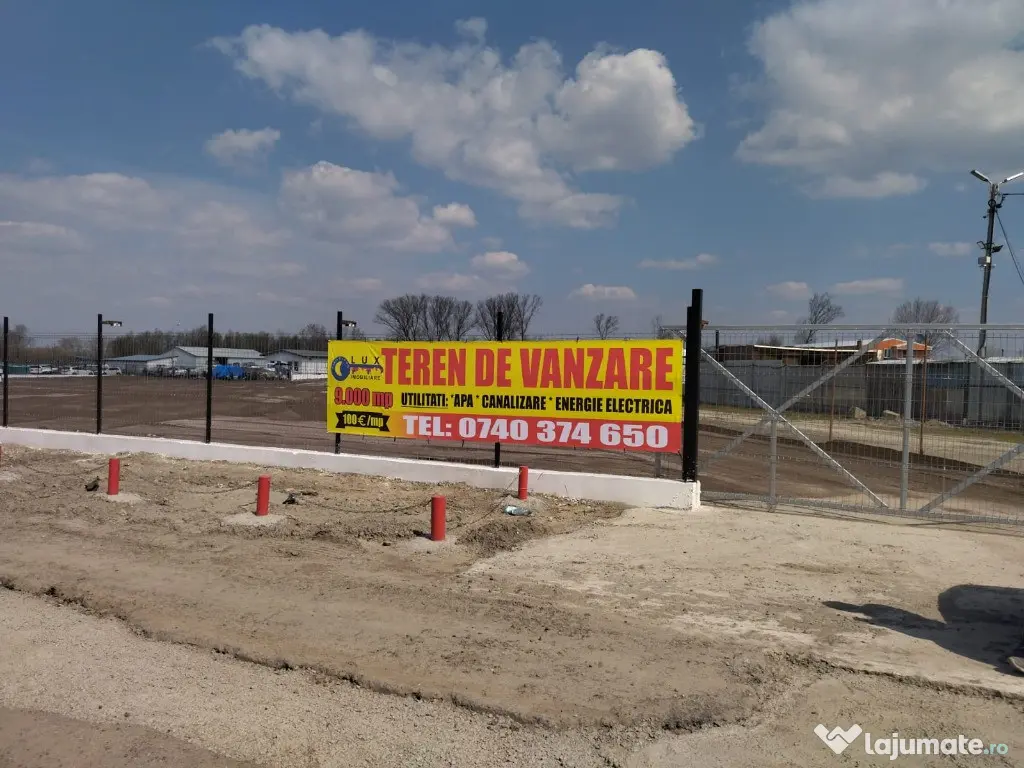 LUX
IMOBILIARE
TEREN DE VANZARE
9.000 mp
UTILITATI: *APA * CANALIZARE * ENERGIE ELECTRICA
100€/mp
TEL: 0740 374 650
lajumate.ro